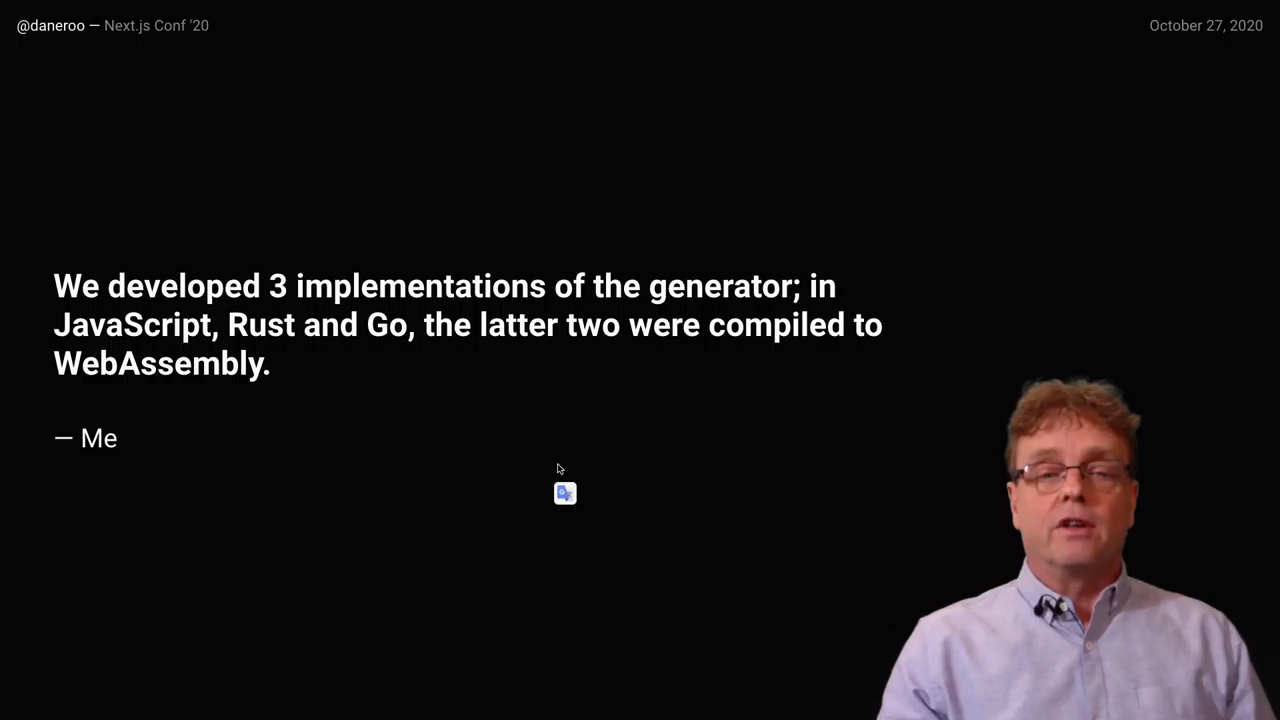 @daneroo — Next.js Conf '20
October 27, 2020
We developed 3 implementations of the generator; in
JavaScript, Rust and Go, the latter two were compiled to
WebAssembly.
— Me